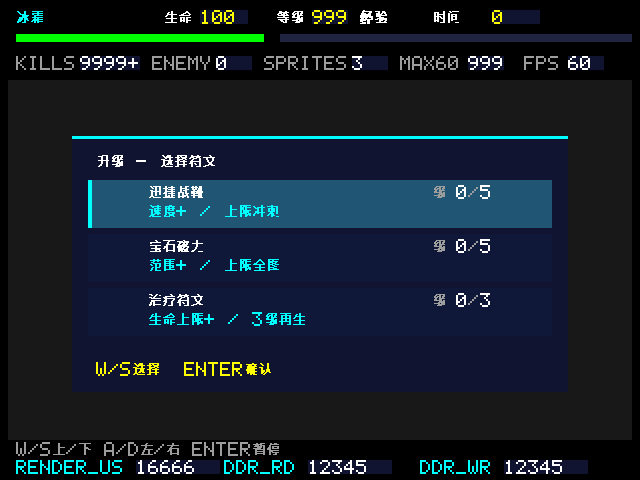 冰霜 生命 100 等级 999 经验 时间 0
KILLS 9999+ ENEMY 0 SPRITES 3 MAX60 999 FPS 60
升级 — 选择符文
迅捷战靴 级 0/5
速度+ / 上限冲刺
宝石磁力 级 0/5
范围+ / 上限全图
治疗符文 级 0/3
生命上限+ / 3级再生
W/S选择 ENTER确认
W/S上/下 A/D左/右 ENTER暂停
RENDER_US 16666 DDR_RD 12345 DDR_WR 12345